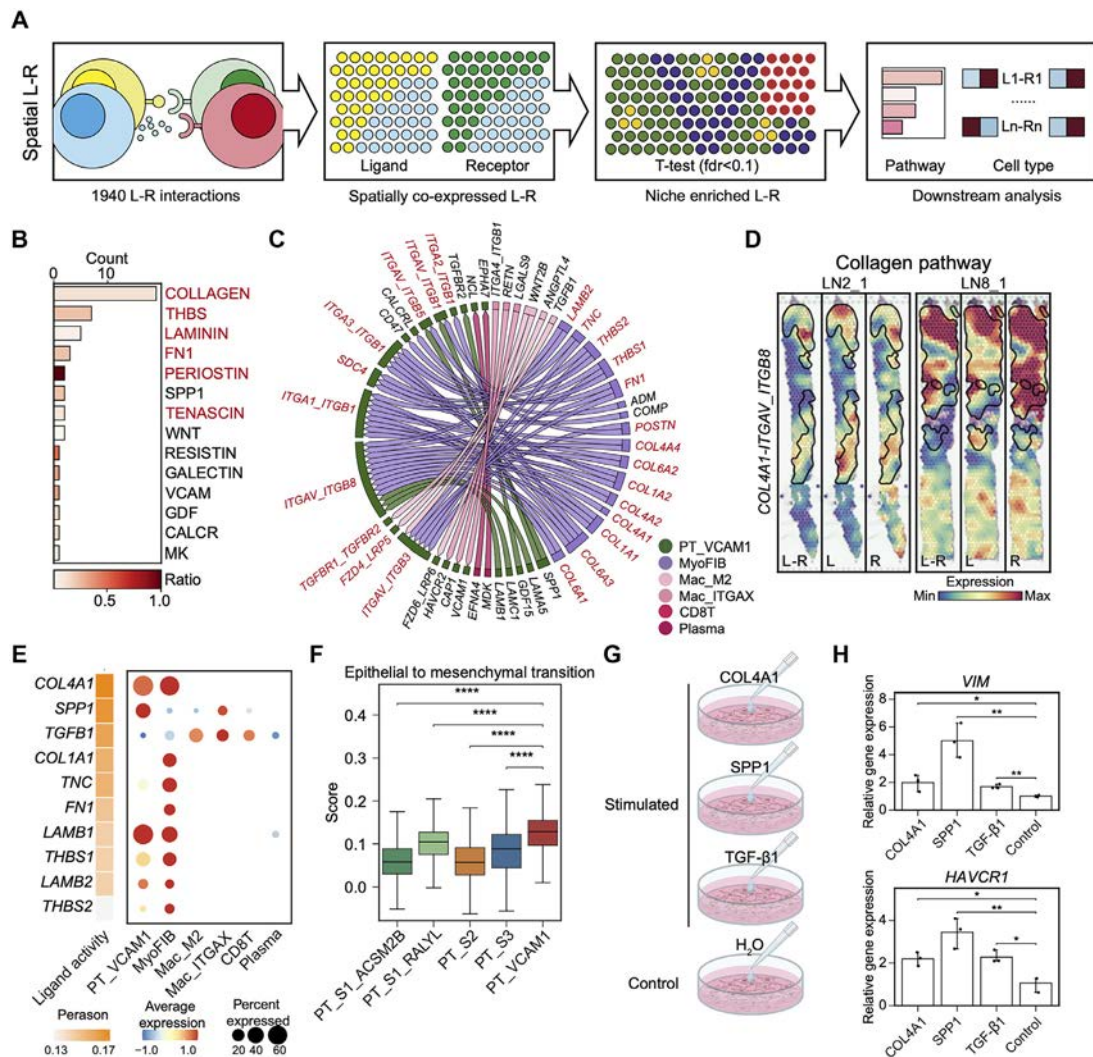 A
Spatial L-R
1940 L-R interactions
Ligand
Receptor
Spatially co-expressed L-R
T-test (fdr<0.1)
Niche enriched L-R
L1-R1
......
Ln-Rn
Pathway
Cell type
Downstream analysis
B
Count
0
10
COLLAGEN
THBS
LAMININ
FN1
PERIOSTIN
SPP1
TENASCIN
WNT
RESISTIN
GALECTIN
VCAM
GDF
CALCR
MK
Ratio
0.5
1.0
C
ITGA4_ITGB1
RETN
LGALS9
WNT2B
ANGPTL4
TGFB1
LAMB2
TNC
THBS2
THBS1
FN1
ADM
COMP
POSTN
COL4A4
COL6A2
COL1A2
COL4A2
COL4A1
COL1A1
COL6A3
COL6A1
SPP1
LAMA5
GDF15
LAMC1
LAMB1
MDK
EFNA4
VCAM1
CAP1
HAVCR2
FZD6_LRP6
ITGAV_ITGB3
FZD4_LRP5
TGFBR1_TGFBR2
ITGAV_ITGB8
ITGA1_ITGB1
SDC4
ITGA3_ITGB1
CD47
CALCRL
ITGAV_ITGB5
ITGAV_ITGB1
ITGA2_ITGB1
TGFBR2
NCL
EPHA7
PT_VCAM1
MyoFIB
Mac_M2
Mac_ITGAX
CD8T
Plasma
D
Collagen pathway
LN2_1
LN8_1
COL4A1-ITGAV_ITGB8
L-R
L
R
L-R
L
R
Expression
Min
Max
E
COL4A1
SPP1
TGFB1
COL1A1
TNC
FN1
LAMB1
THBS1
LAMB2
THBS2
Ligand activity
PT_VCAM1
MyoFIB
Mac_M2
Mac_ITGAX
CD8T
Plasma
Perason
0.13
0.17
Average
expression
-1.0
1.0
Percent
expressed
20 40 60
F
Epithelial to mesenchymal transition
****
****
****
****
Score
0.4
0.3
0.2
0.1
0.0
PT_S1_ACSM2B
PT_S1_RALYL
PT_S2
PT_S3
PT_VCAM1
G
COL4A1
SPP1
Stimulated
TGF-β1
H₂O
Control
H
VIM
Relative gene expression
8
6
4
2
0
*
**
**
COL4A1
SPP1
TGF-β1
Control
HAVCR1
Relative gene expression
6
4
2
0
*
**
*
COL4A1
SPP1
TGF-β1
Control